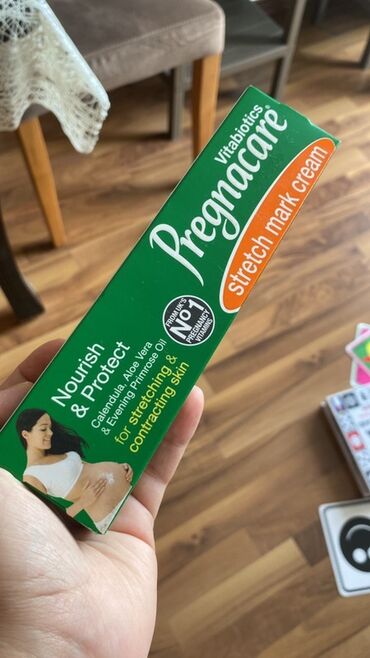 Vitabiotics
Pregnacare®
stretch mark cream
FROM UK'S
No1
PREGNANCY
VITAMINS
Nourish
& Protect
Calendula, Aloe Vera
& Evening Primrose Oil
for stretching &
contracting skin